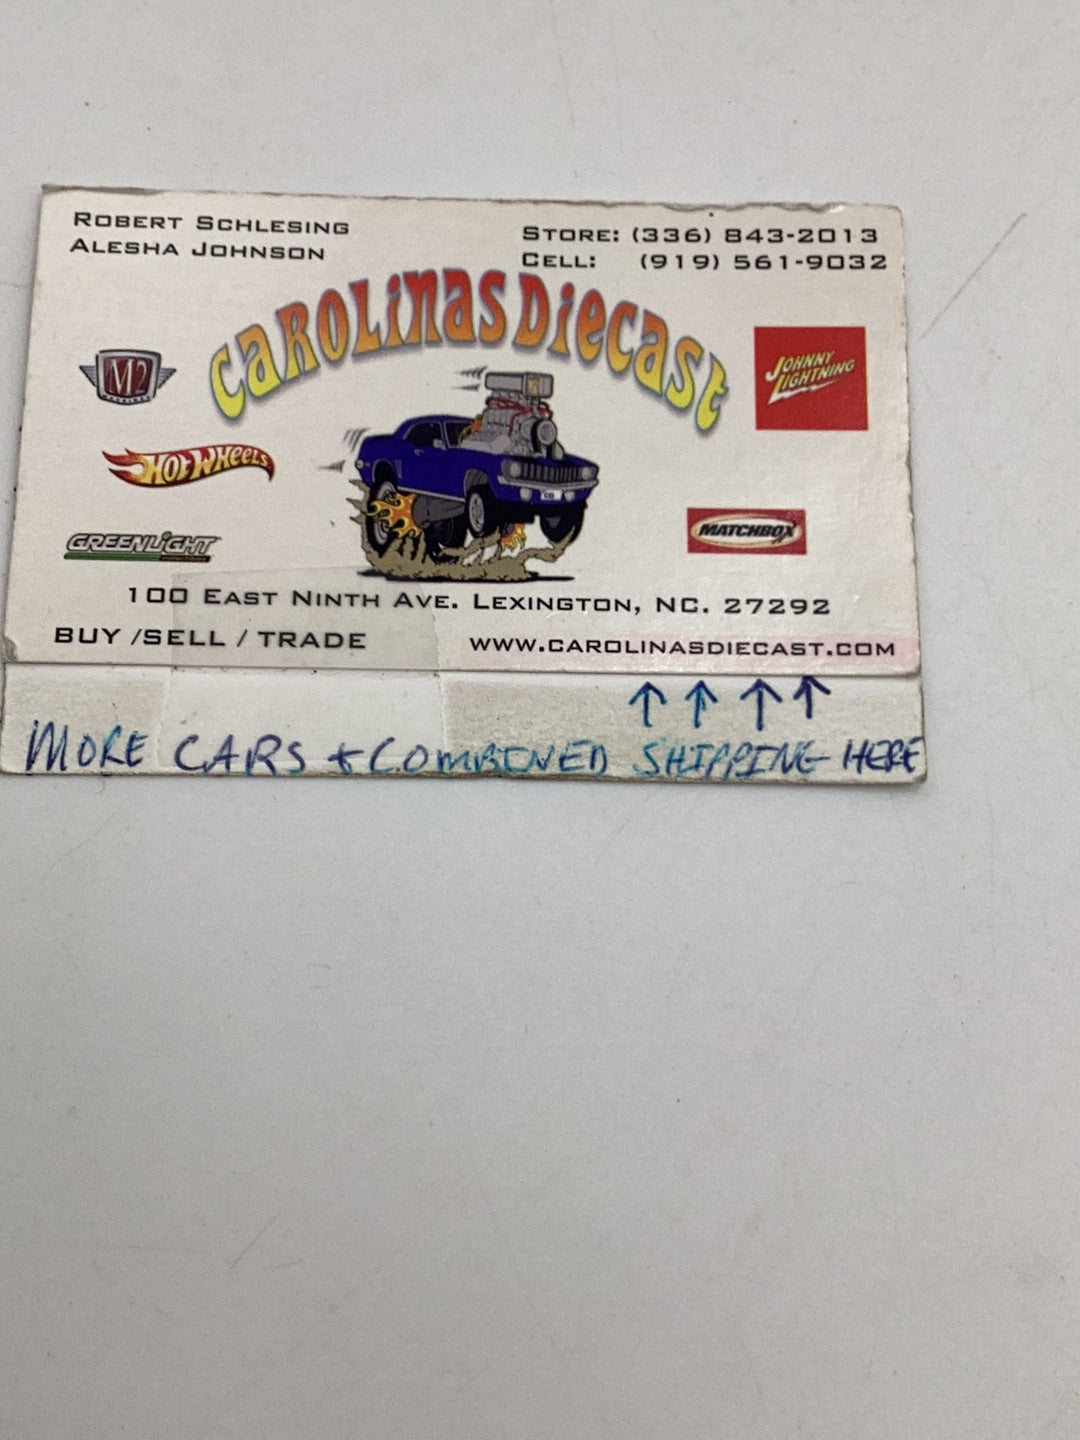 ROBERT SCHLESING
ALESHA JOHNSON
STORE: (336) 843-2013
CELL: (919) 561-9032
CAROLINAS DIECAST
M2
MACHINES
JOHNNY
LIGHTNING
HOT WHEELS
GREENLIGHT
MATCHBOX
CD
100 EAST NINTH AVE. LEXINGTON, NC. 27292
BUY /SELL / TRADE
WWW.CAROLINASDIECAST.COM
MORE CARS + COMBINED SHIPPING HERE